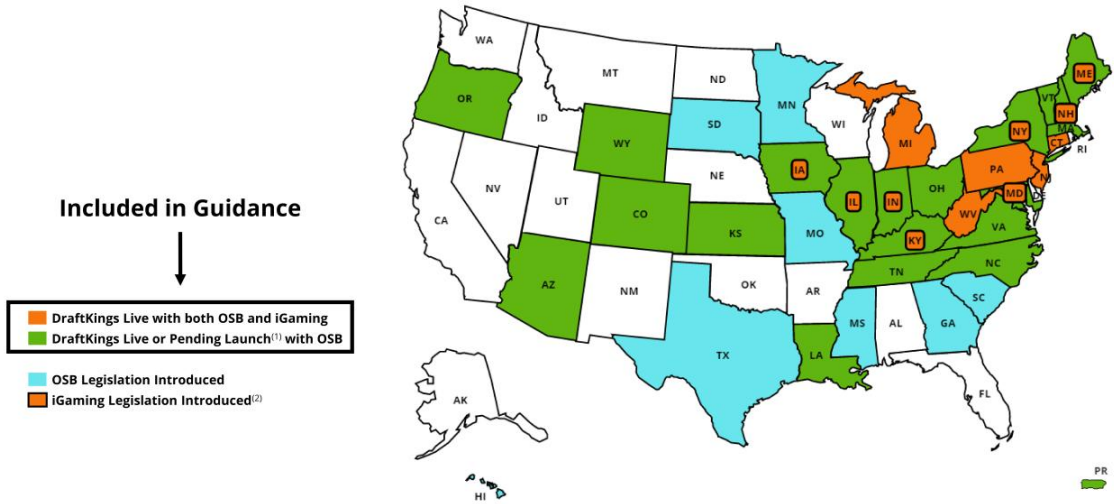 Included in Guidance
DraftKings Live with both OSB and iGaming
DraftKings Live or Pending Launch(1) with OSB
OSB Legislation Introduced
iGaming Legislation Introduced(2)
WA
MT
ND
MN
ME
VT
NH
OR
ID
SD
WI
NY
MA
WY
MI
CT
RI
IA
PA
NJ
NE
OH
MD
DE
NV
UT
IL
IN
CA
CO
WV
VA
KS
MO
KY
NC
TN
AZ
NM
OK
AR
SC
MS
AL
GA
TX
LA
FL
AK
HI
PR